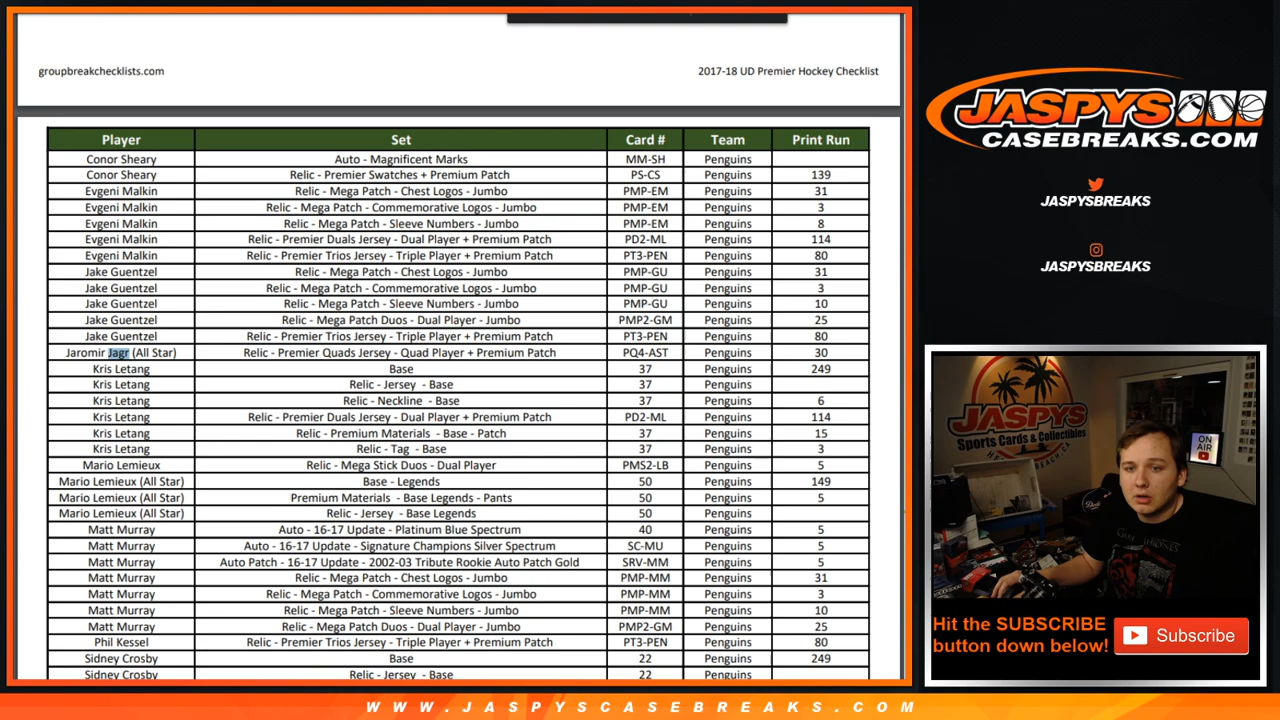 groupbreakchecklists.com 2017-18 UD Premier Hockey Checklist
Player Set Card # Team Print Run
Conor Sheary Auto - Magnificent Marks MM-SH Penguins
Conor Sheary Relic - Premier Swatches + Premium Patch PS-CS Penguins 139
Evgeni Malkin Relic - Mega Patch - Chest Logos - Jumbo PMP-EM Penguins 31
Evgeni Malkin Relic - Mega Patch - Commemorative Logos - Jumbo PMP-EM Penguins 3
Evgeni Malkin Relic - Mega Patch - Sleeve Numbers - Jumbo PMP-EM Penguins 8
Evgeni Malkin Relic - Premier Duals Jersey - Dual Player + Premium Patch PD2-ML Penguins 114
Evgeni Malkin Relic - Premier Trios Jersey - Triple Player + Premium Patch PT3-PEN Penguins 80
Jake Guentzel Relic - Mega Patch - Chest Logos - Jumbo PMP-GU Penguins 31
Jake Guentzel Relic - Mega Patch - Commemorative Logos - Jumbo PMP-GU Penguins 3
Jake Guentzel Relic - Mega Patch - Sleeve Numbers - Jumbo PMP-GU Penguins 10
Jake Guentzel Relic - Mega Patch Duos - Dual Player - Jumbo PMP2-GM Penguins 25
Jake Guentzel Relic - Premier Trios Jersey - Triple Player + Premium Patch PT3-PEN Penguins 80
Jaromir Jagr (All Star) Relic - Premier Quads Jersey - Quad Player + Premium Patch PQ4-AST Penguins 30
Kris Letang Base 37 Penguins 249
Kris Letang Relic - Jersey - Base 37 Penguins
Kris Letang Relic - Neckline - Base 37 Penguins 6
Kris Letang Relic - Premier Duals Jersey - Dual Player + Premium Patch PD2-ML Penguins 114
Kris Letang Relic - Premium Materials - Base - Patch 37 Penguins 15
Kris Letang Relic - Tag - Base 37 Penguins 3
Mario Lemieux Relic - Mega Stick Duos - Dual Player PMS2-LB Penguins 5
Mario Lemieux (All Star) Base - Legends 50 Penguins 149
Mario Lemieux (All Star) Premium Materials - Base Legends - Pants 50 Penguins 5
Mario Lemieux (All Star) Relic - Jersey - Base Legends 50 Penguins
Matt Murray Auto - 16-17 Update - Platinum Blue Spectrum 40 Penguins 5
Matt Murray Auto - 16-17 Update - Signature Champions Silver Spectrum SC-MU Penguins 5
Matt Murray Auto Patch - 16-17 Update - 2002-03 Tribute Rookie Auto Patch Gold SRV-MM Penguins 5
Matt Murray Relic - Mega Patch - Chest Logos - Jumbo PMP-MM Penguins 31
Matt Murray Relic - Mega Patch - Commemorative Logos - Jumbo PMP-MM Penguins 3
Matt Murray Relic - Mega Patch - Sleeve Numbers - Jumbo PMP-MM Penguins 10
Matt Murray Relic - Mega Patch Duos - Dual Player - Jumbo PMP2-GM Penguins 25
Phil Kessel Relic - Premier Trios Jersey - Triple Player + Premium Patch PT3-PEN Penguins 80
Sidney Crosby Base 22 Penguins 249
Sidney Crosby Relic - Jersey - Base 22 Penguins
JASPYS
CASEBREAKS.COM
JASPYSBREAKS
JASPYSBREAKS
JASPYS
Sports Cards & Collectibles
ON
AIR
Hit the SUBSCRIBE
button down below!
Subscribe
WWW.JASPYSCASEBREAKS.COM